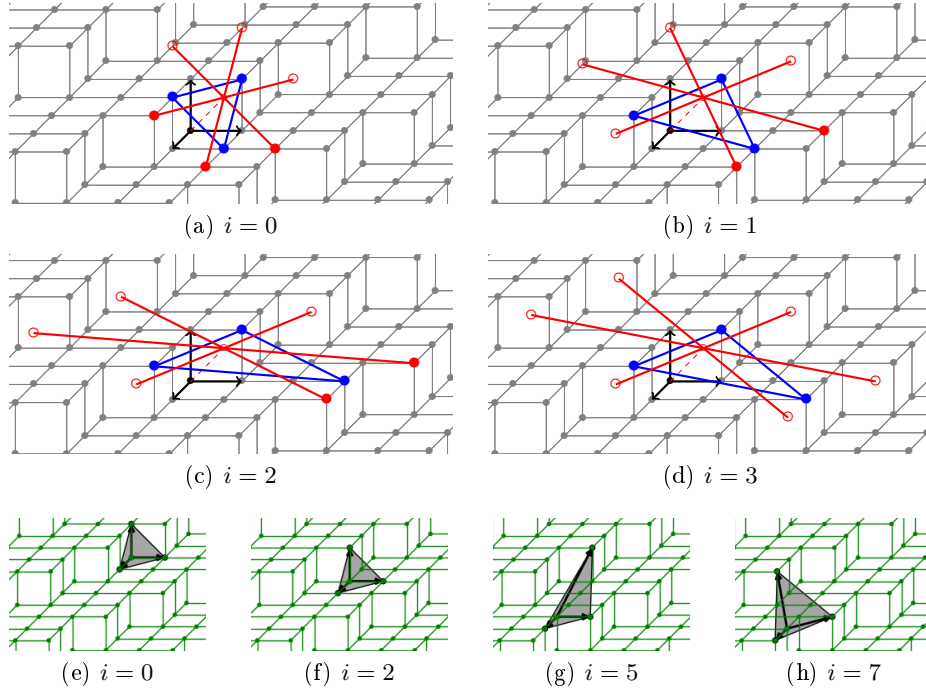 (a) i = 0
(b) i = 1
(c) i = 2
(d) i = 3
(e) i = 0
(f) i = 2
(g) i = 5
(h) i = 7